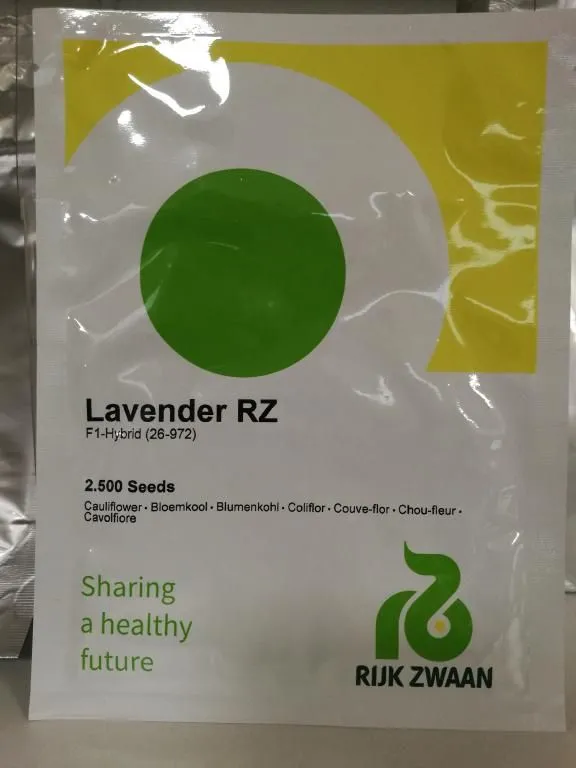 Lavender RZ
F1-Hybrid (26-972)
2.500 Seeds
Cauliflower • Bloemkool • Blumenkohl • Coliflor • Couve-flor • Chou-fleur •
Cavolfiore
Sharing
a healthy
future
RIJK ZWAAN